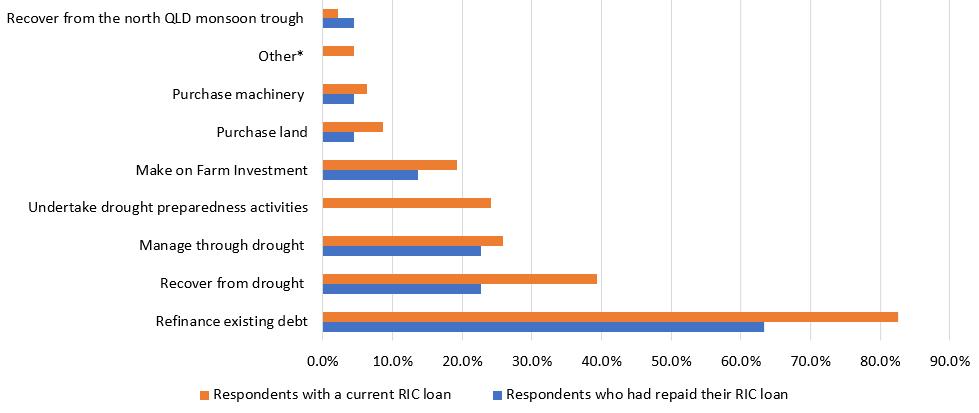 Recover from the north QLD monsoon trough
Other*
Purchase machinery
Purchase land
Make on Farm Investment
Undertake drought preparedness activities
Manage through drought
Recover from drought
Refinance existing debt
0.0% 10.0% 20.0% 30.0% 40.0% 50.0% 60.0% 70.0% 80.0% 90.0%
Respondents with a current RIC loan Respondents who had repaid their RIC loan